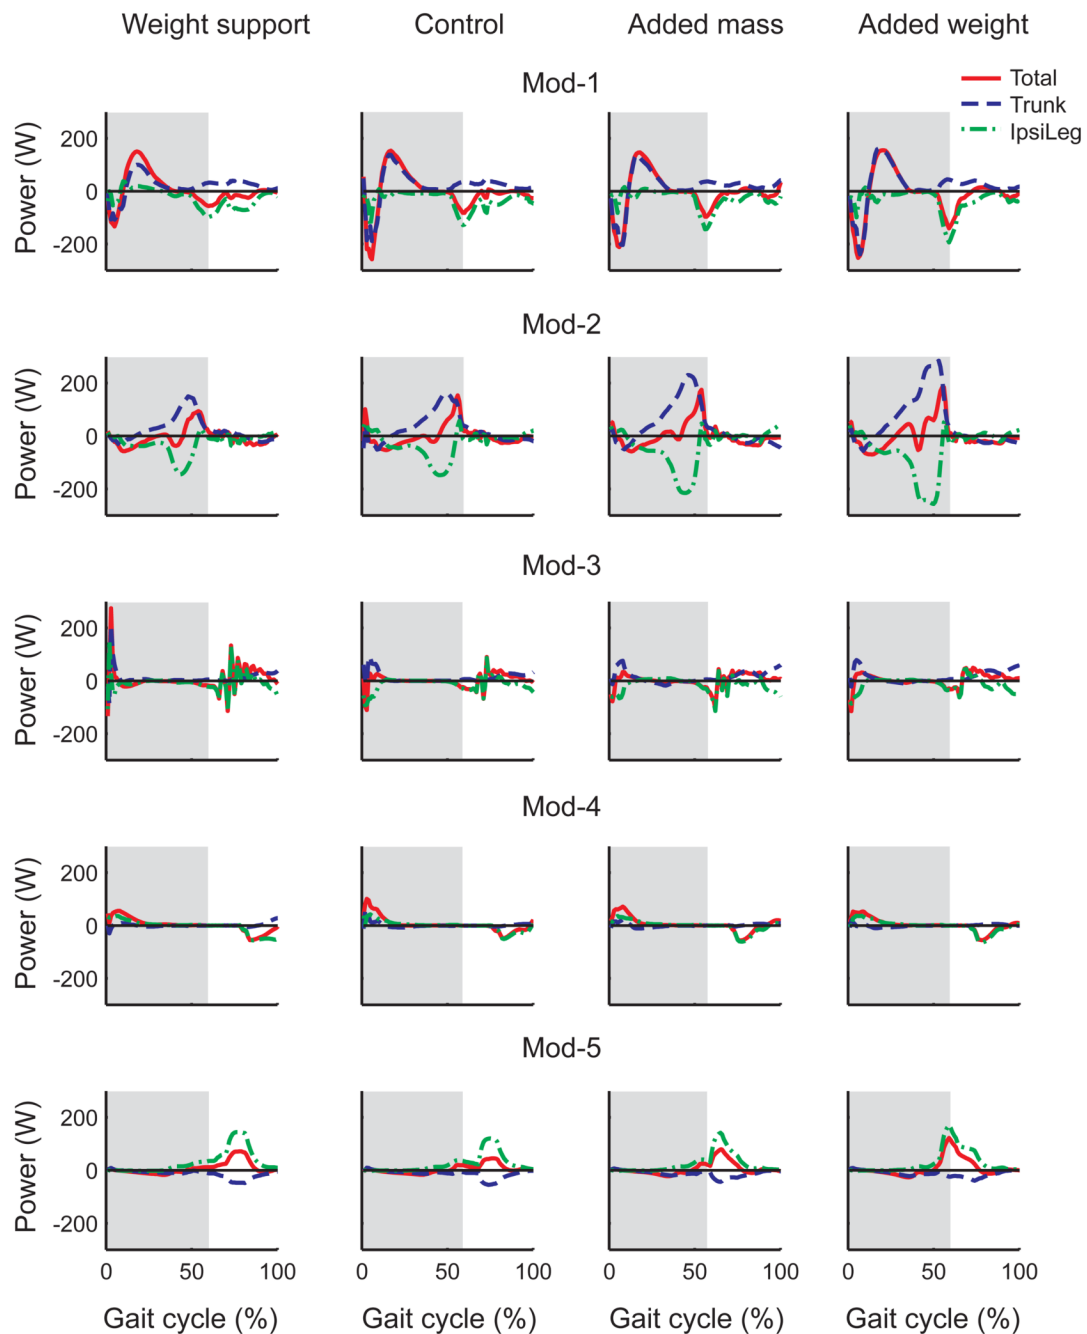 Weight support Control Added mass Added weight
Mod-1
Total
Trunk
IpsiLeg
Power (W)
200
0
-200
Mod-2
Power (W)
200
0
-200
Mod-3
Power (W)
200
0
-200
Mod-4
Power (W)
200
0
-200
Mod-5
Power (W)
200
0
-200
0 50 100 0 50 100 0 50 100 0 50 100
Gait cycle (%) Gait cycle (%) Gait cycle (%) Gait cycle (%)